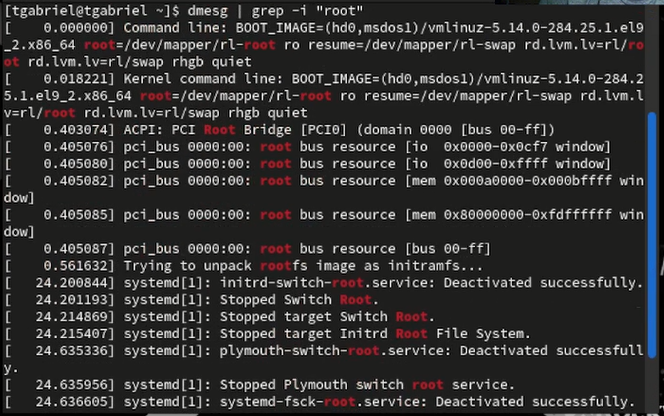 [tgabriel@tgabriel ~]$ dmesg | grep -i "root"
[    0.000000] Command line: BOOT_IMAGE=(hd0,msdos1)/vmlinuz-5.14.0-284.25.1.el9
_2.x86_64 root=/dev/mapper/rl-root ro resume=/dev/mapper/rl-swap rd.lvm.lv=rl/ro
ot rd.lvm.lv=rl/swap rhgb quiet
[    0.018221] Kernel command line: BOOT_IMAGE=(hd0,msdos1)/vmlinuz-5.14.0-284.2
5.1.el9_2.x86_64 root=/dev/mapper/rl-root ro resume=/dev/mapper/rl-swap rd.lvm.l
v=rl/root rd.lvm.lv=rl/swap rhgb quiet
[    0.403074] ACPI: PCI Root Bridge [PCI0] (domain 0000 [bus 00-ff])
[    0.405076] pci_bus 0000:00: root bus resource [io  0x0000-0x0cf7 window]
[    0.405080] pci_bus 0000:00: root bus resource [io  0x0d00-0xffff window]
[    0.405082] pci_bus 0000:00: root bus resource [mem 0x000a0000-0x000bffff win
dow]
[    0.405085] pci_bus 0000:00: root bus resource [mem 0x80000000-0xfdffffff win
dow]
[    0.405087] pci_bus 0000:00: root bus resource [bus 00-ff]
[    0.561632] Trying to unpack rootfs image as initramfs...
[   24.200844] systemd[1]: initrd-switch-root.service: Deactivated successfully.
[   24.201193] systemd[1]: Stopped Switch Root.
[   24.214869] systemd[1]: Stopped target Switch Root.
[   24.215407] systemd[1]: Stopped target Initrd Root File System.
[   24.635336] systemd[1]: plymouth-switch-root.service: Deactivated successfull
y.
[   24.635956] systemd[1]: Stopped Plymouth switch root service.
[   24.636605] systemd[1]: systemd-fsck-root.service: Deactivated successfully.